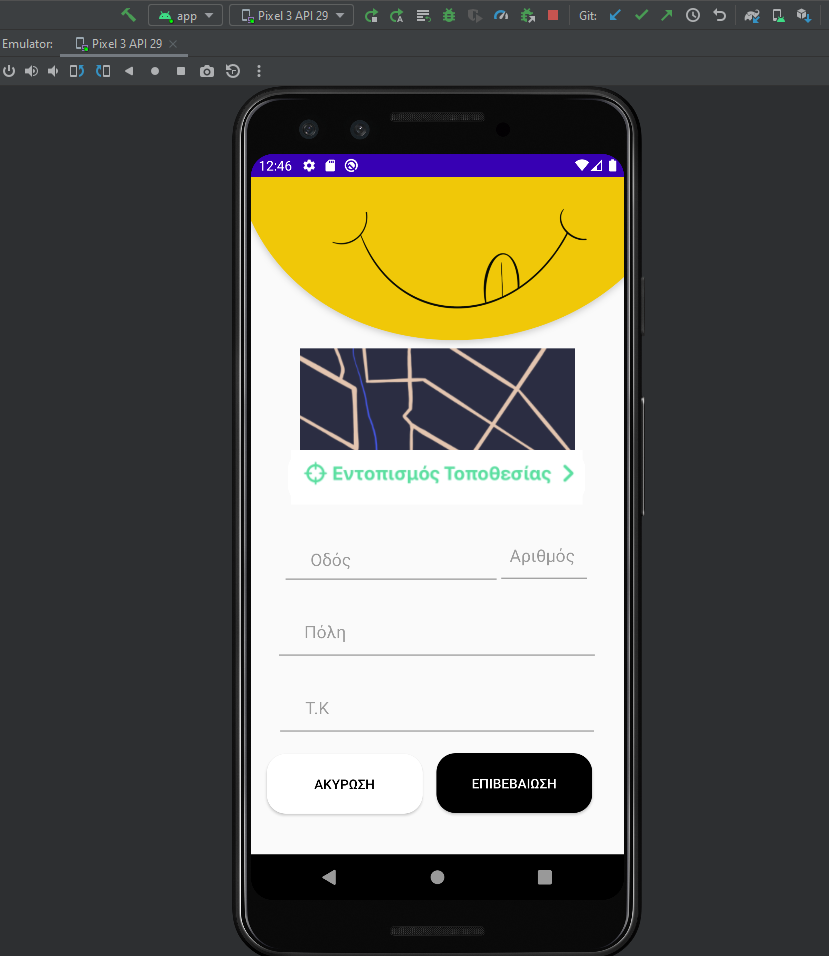 app
Pixel 3 API 29
Git:
Emulator:
Pixel 3 API 29
12:46
Εντοπισμός Τοποθεσίας
Οδός
Αριθμός
Πόλη
Τ.Κ
ΑΚΥΡΩΣΗ
ΕΠΙΒΕΒΑΙΩΣΗ